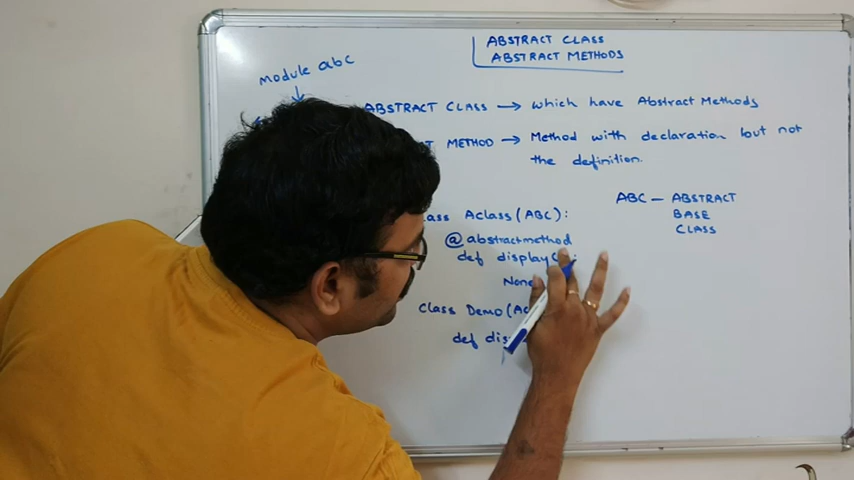 ABSTRACT CLASS
ABSTRACT METHODS
module abc
ABSTRACT CLASS → which have Abstract Methods
METHOD → Method with declaration but not
the definition.
ABC - ABSTRACT
BASE
CLASS
Aclass (ABC):
@abstractmethod
def display
None
class Demo (
def